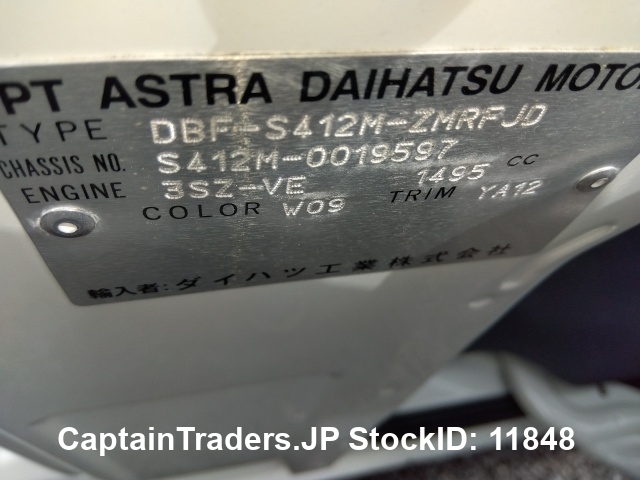 PT ASTRA DAIHATSU MOTOR
TYPE DBF-S412M-ZMRFJD
CHASSIS NO. S412M-0019597
ENGINE 3SZ-VE 1495 CC
COLOR W09 TRIM YA12
輸入者:ダイハツ工業株式会社
CaptainTraders.JP StockID: 11848